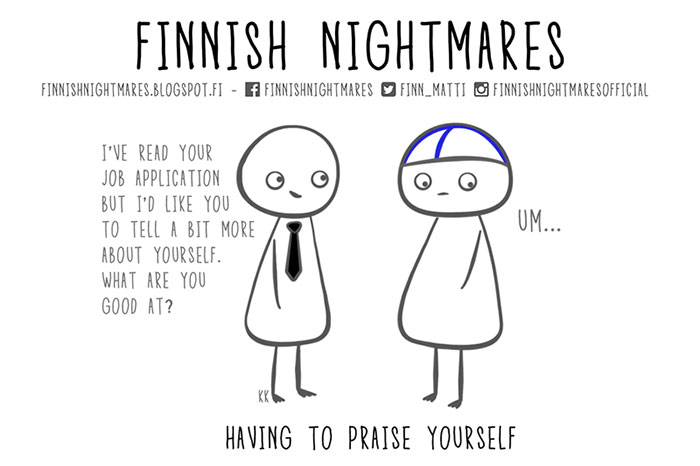 FINNISH NIGHTMARES
FINNISHNIGHTMARES.BLOGSPOT.FI - FINNISHNIGHTMARES FINN_MATTI FINNISHNIGHTMARESOFFICIAL
I'VE READ YOUR
JOB APPLICATION
BUT I'D LIKE YOU
TO TELL A BIT MORE
ABOUT YOURSELF.
WHAT ARE YOU
GOOD AT?
UM...
KK
HAVING TO PRAISE YOURSELF